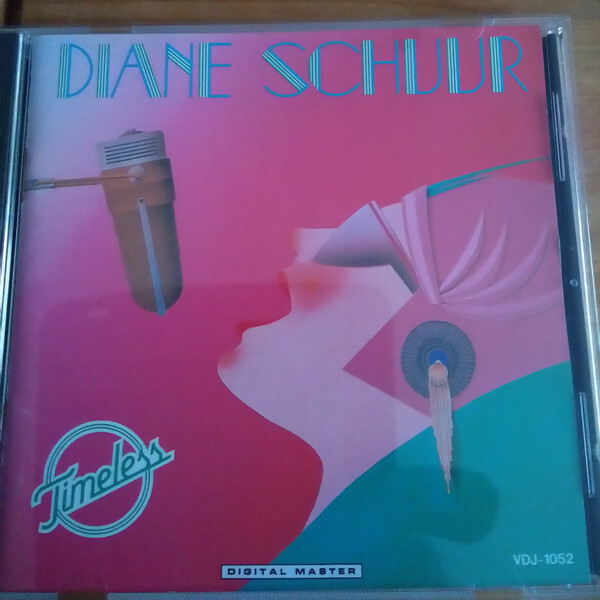 DIANE SCHUUR
Timeless
DIGITAL MASTER
VDJ-1052